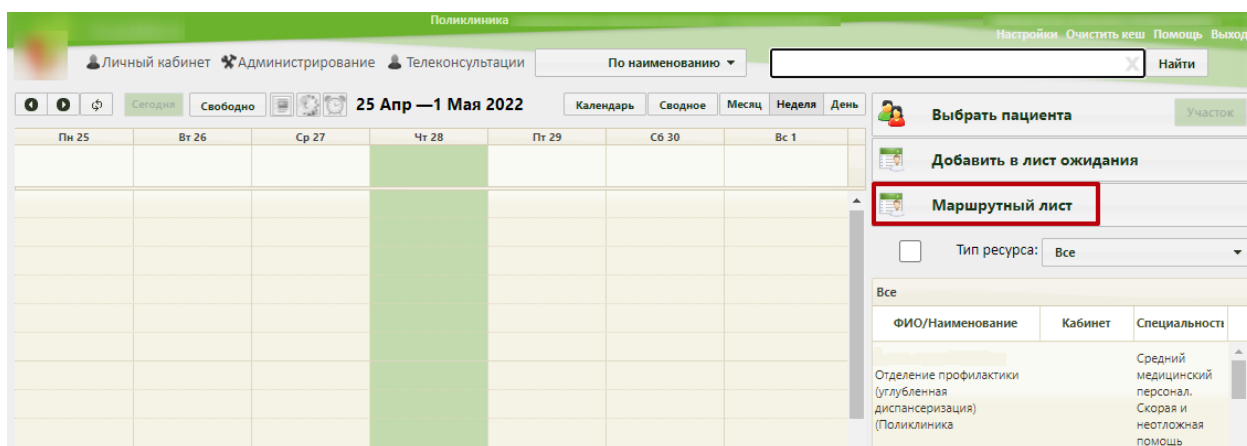 Поликлиника
Настройки Очистить кеш Помощь Выход
Личный кабинет Администрирование Телеконсультации По наименованию X Найти
Сегодня Свободно 25 Апр —1 Мая 2022 Календарь Сводное Месяц Неделя День
Пн 25 Вт 26 Ср 27 Чт 28 Пт 29 Сб 30 Вс 1
Выбрать пациента Участок
Добавить в лист ожидания
Маршрутный лист
Тип ресурса: Все
Все
ФИО/Наименование Кабинет Специальность
Отделение профилактики
(углубленная
диспансеризация)
(Поликлиника
Средний
медицинский
персонал.
Скорая и
неотложная
помощь